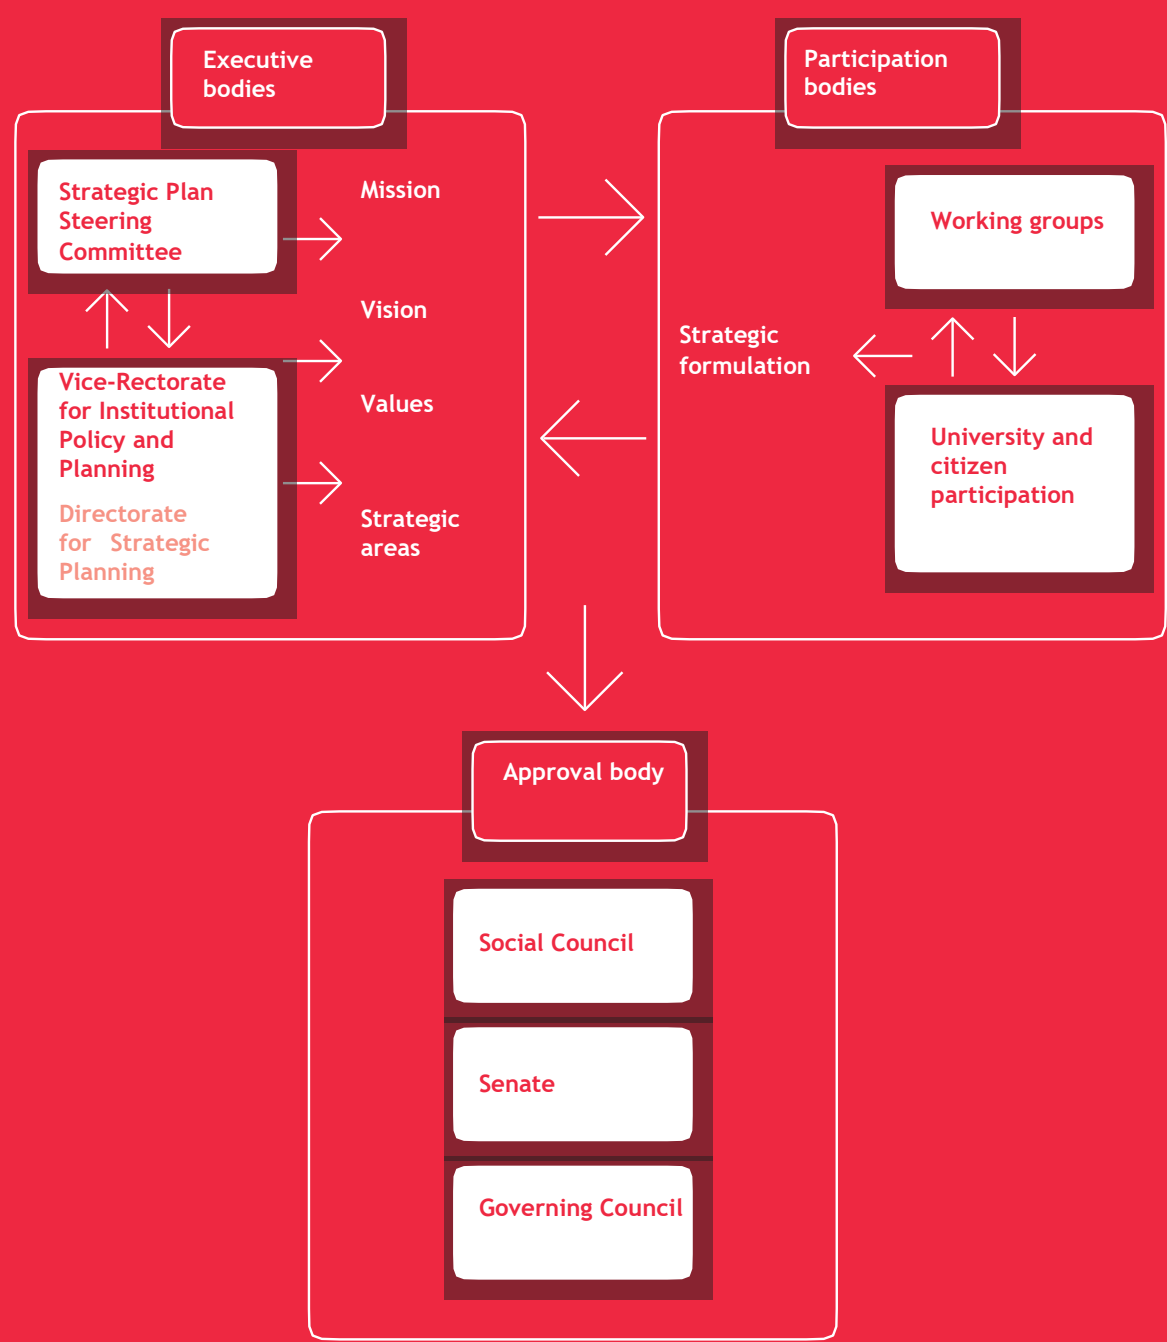 Executive
bodies
Strategic Plan
Steering
Committee
Vice-Rectorate
for Institutional
Policy and
Planning
Directorate
for Strategic
Planning
Mission
Vision
Values
Strategic
areas
Participation
bodies
Working groups
Strategic
formulation
University and
citizen
participation
Approval body
Social Council
Senate
Governing Council